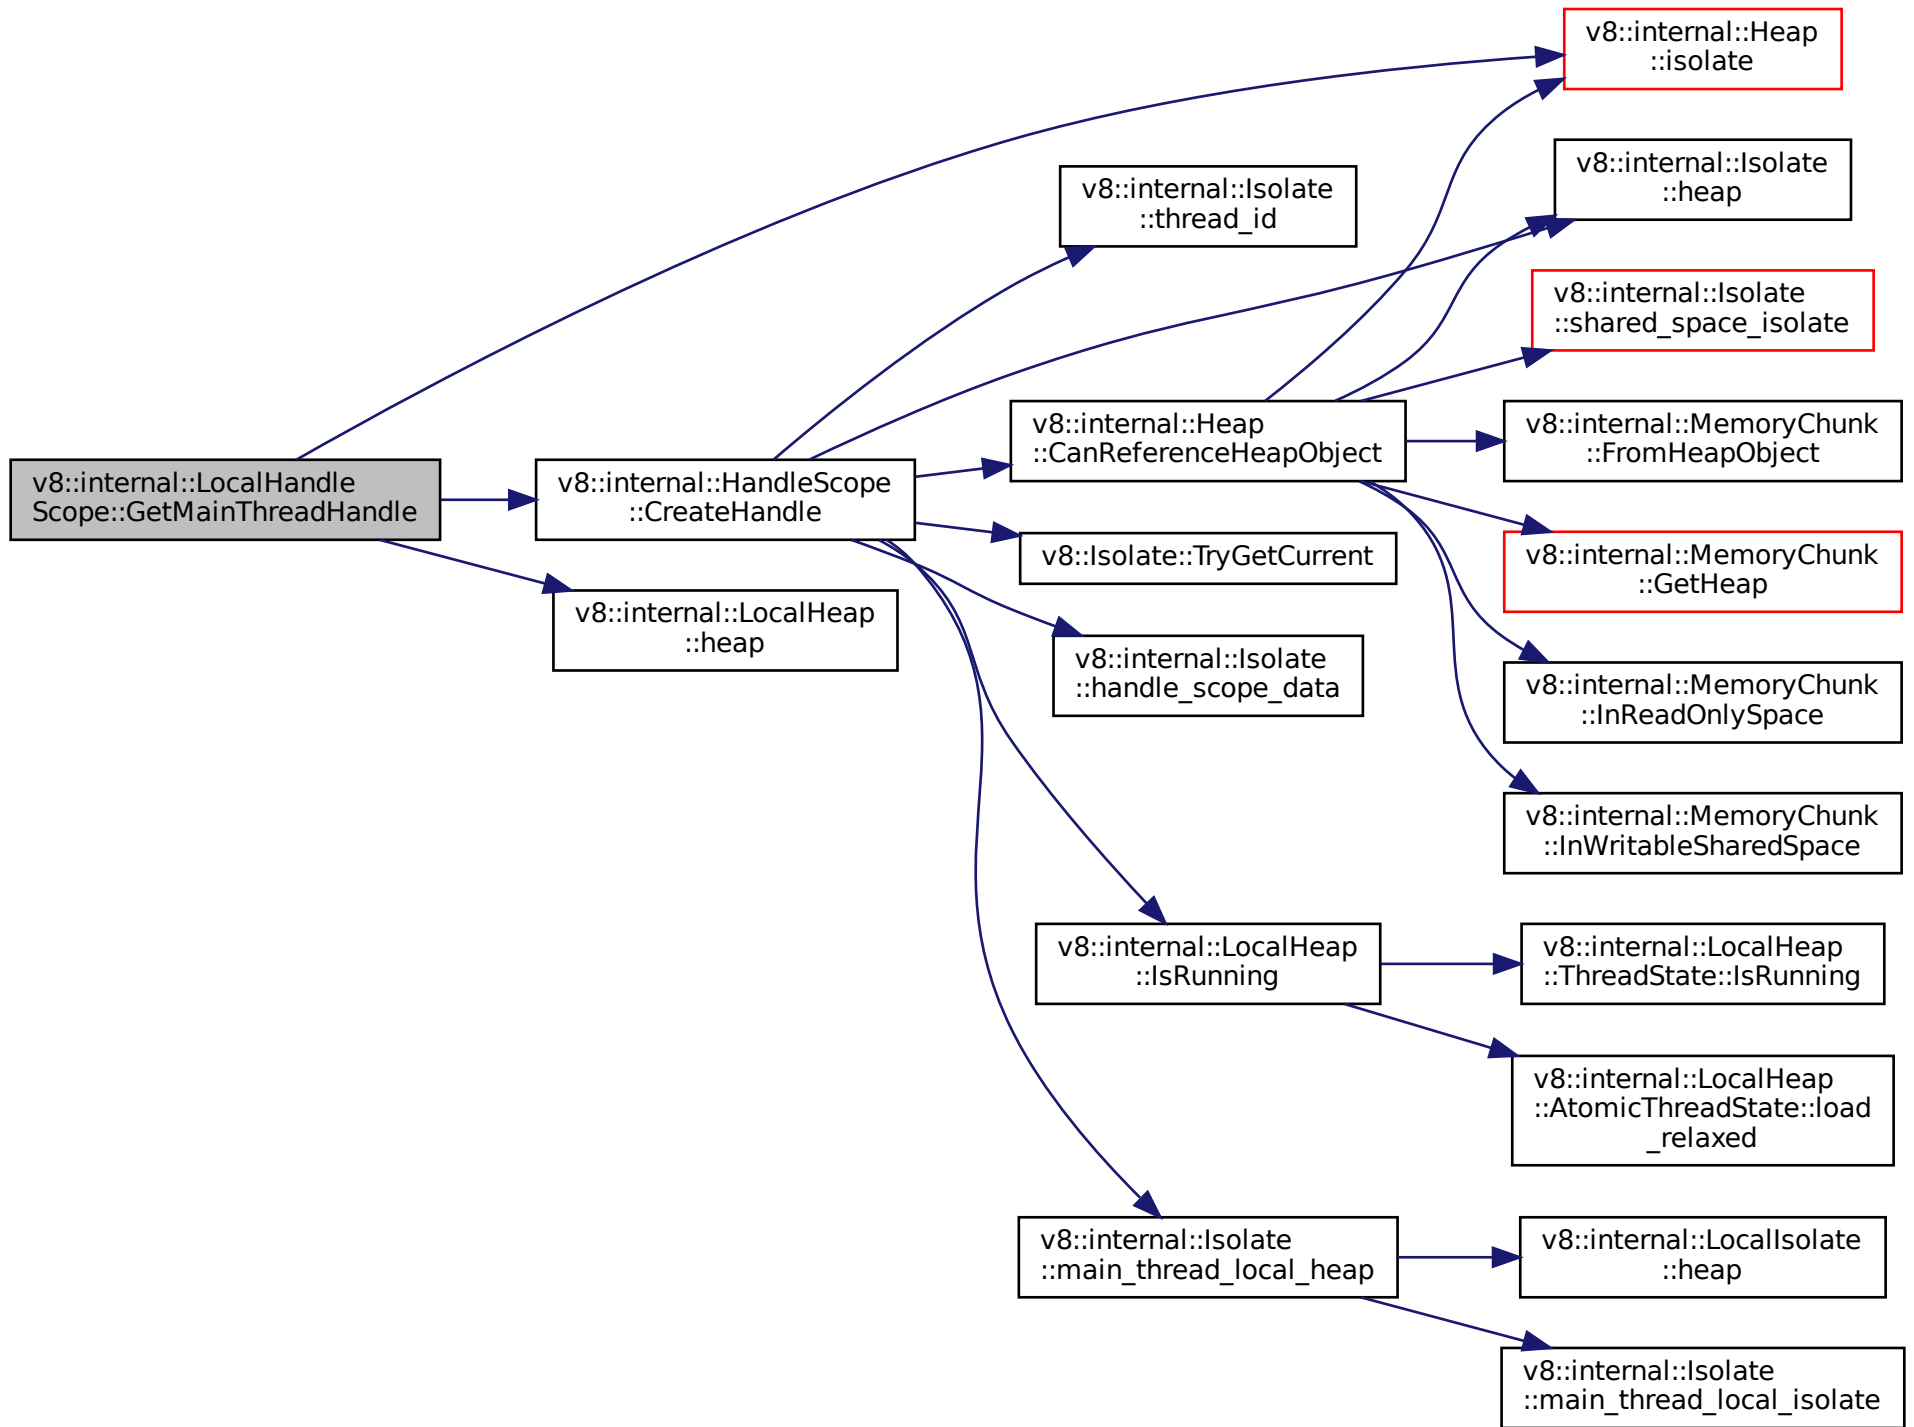 v8::internal::Heap
::isolate
v8::internal::Isolate
::heap
v8::internal::Isolate
::thread_id
v8::internal::Isolate
::shared_space_isolate
v8::internal::Heap
::CanReferenceHeapObject
v8::internal::MemoryChunk
::FromHeapObject
v8::internal::LocalHandle
Scope::GetMainThreadHandle
v8::internal::HandleScope
::CreateHandle
v8::Isolate::TryGetCurrent
v8::internal::MemoryChunk
::GetHeap
v8::internal::LocalHeap
::heap
v8::internal::Isolate
::handle_scope_data
v8::internal::MemoryChunk
::InReadOnlySpace
v8::internal::MemoryChunk
::InWritableSharedSpace
v8::internal::LocalHeap
::IsRunning
v8::internal::LocalHeap
::ThreadState::IsRunning
v8::internal::LocalHeap
::AtomicThreadState::load
_relaxed
v8::internal::Isolate
::main_thread_local_heap
v8::internal::LocalIsolate
::heap
v8::internal::Isolate
::main_thread_local_isolate